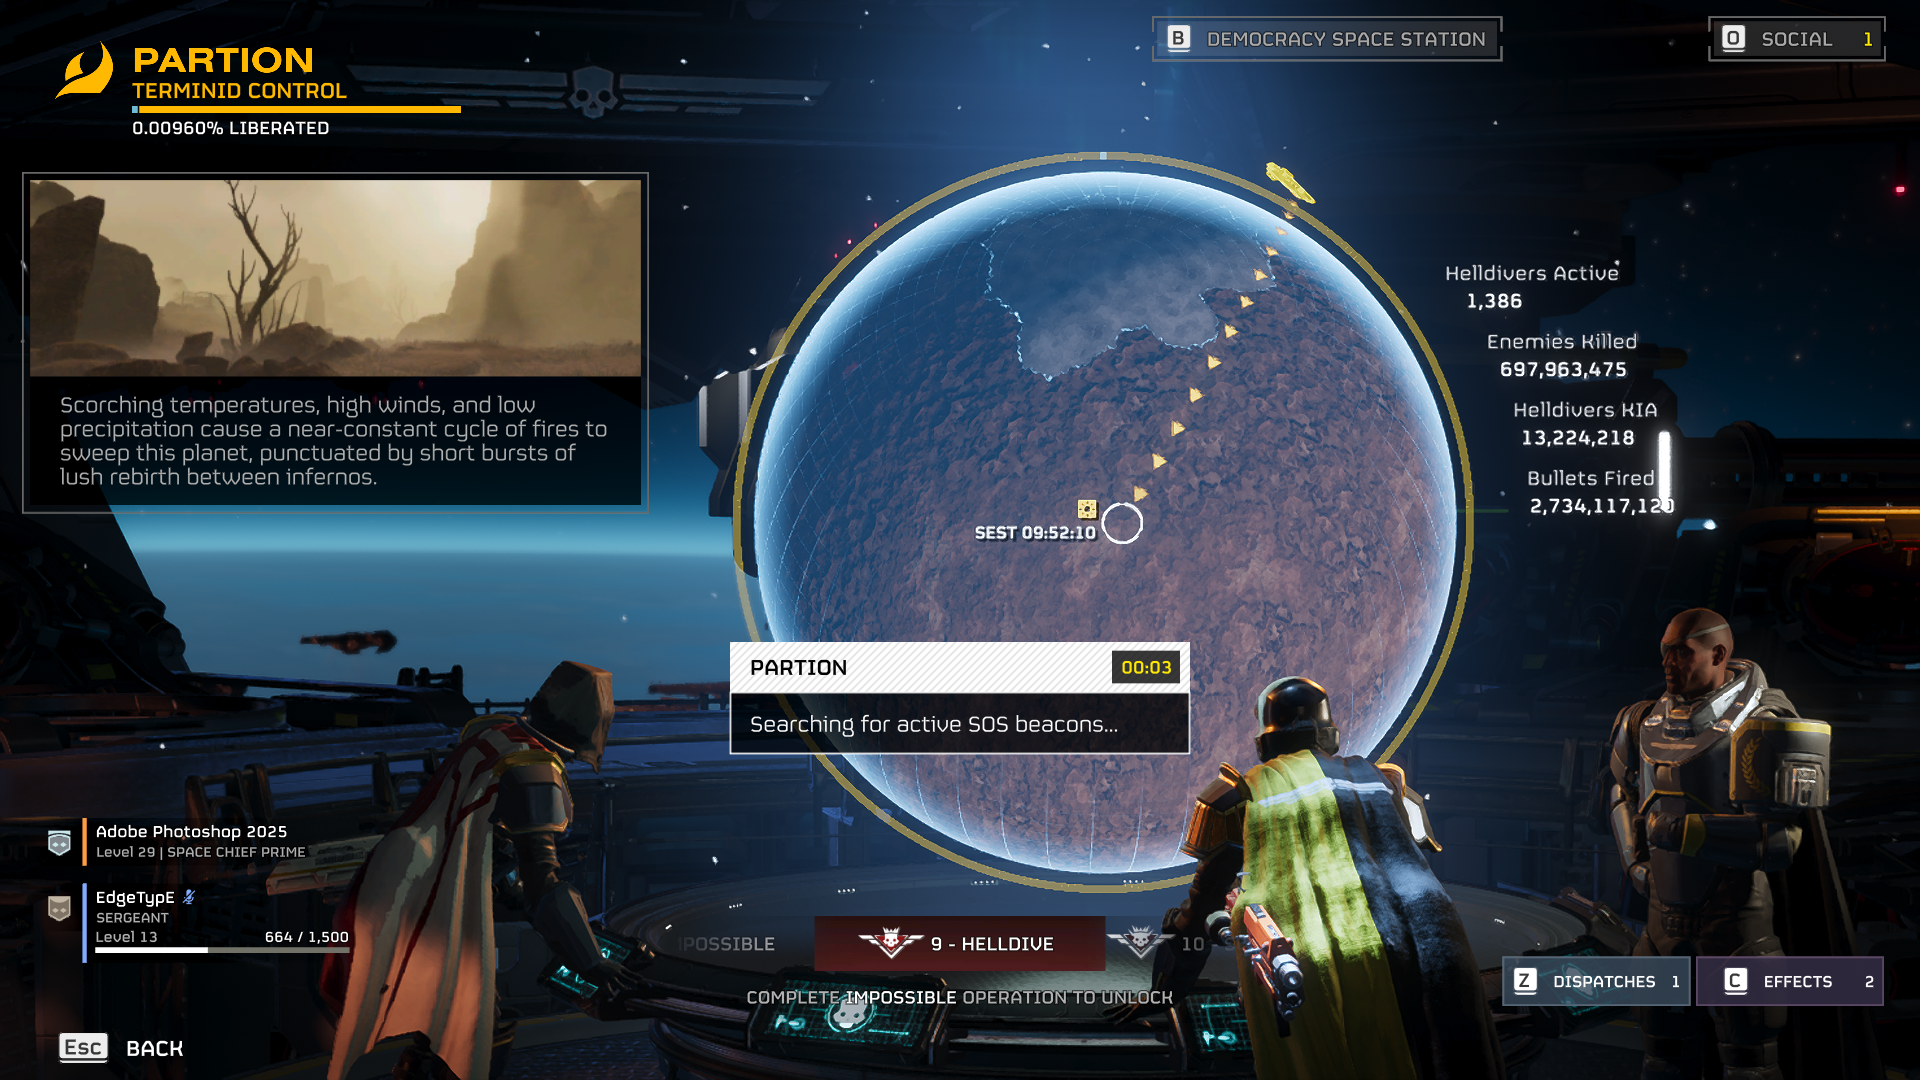 PARTION
TERMINID CONTROL
0.00960% LIBERATED
B DEMOCRACY SPACE STATION
O SOCIAL 1
Scorching temperatures, high winds, and low
precipitation cause a near-constant cycle of fires to
sweep this planet, punctuated by short bursts of
lush rebirth between infernos.
Helldivers Active
1,386
Enemies Killed
697,963,475
Helldivers KIA
13,224,218
Bullets Fired
2,734,117,120
SEST 09:52:10
PARTION 00:03
Searching for active SOS beacons...
Adobe Photoshop 2025
Level 29 | SPACE CHIEF PRIME
EdgeTypE
SERGEANT
Level 13 664 / 1,500
9 - HELLDIVE
10
COMPLETE IMPOSSIBLE OPERATION TO UNLOCK
Z DISPATCHES 1
C EFFECTS 2
Esc BACK